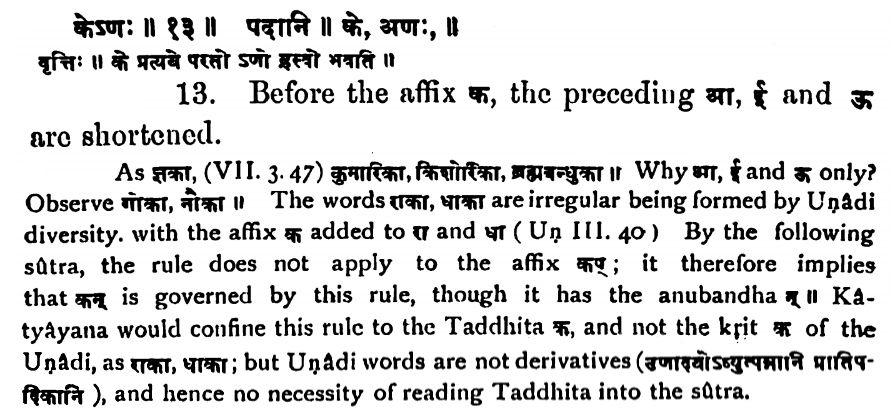 केऽणः ॥ १३ ॥ पदानि ॥ के, अणः, ॥
वृत्तिः ॥ के प्रत्यये परतो ऽणो ह्रस्वो भवति ॥
13. Before the affix क, the preceding आ, ई and ऊ
are shortened.
As ज्ञका, (VII. 3. 47) कुमारिका, किशोरिका, ब्रह्मबन्धुका ॥ Why आ, ई and ऊ only?
Observe गोका, नौका ॥ The words राका, धाका are irregular being formed by Uṇâdi
diversity. with the affix क added to रा and धा ( Uṇ III. 40 ) By the following
sûtra, the rule does not apply to the affix कप् ; it therefore implies
that कन् is governed by this rule, though it has the anubandha न् ॥ Kâ-
tyâyana would confine this rule to the Taddhita क, and not the kṛit क of the
Uṇâdi, as राका, धाका ; but Uṇâdi words are not derivatives (उणादयोऽव्युत्पन्नानि प्रातिप-
दिकानि ), and hence no necessity of reading Taddhita into the sûtra.